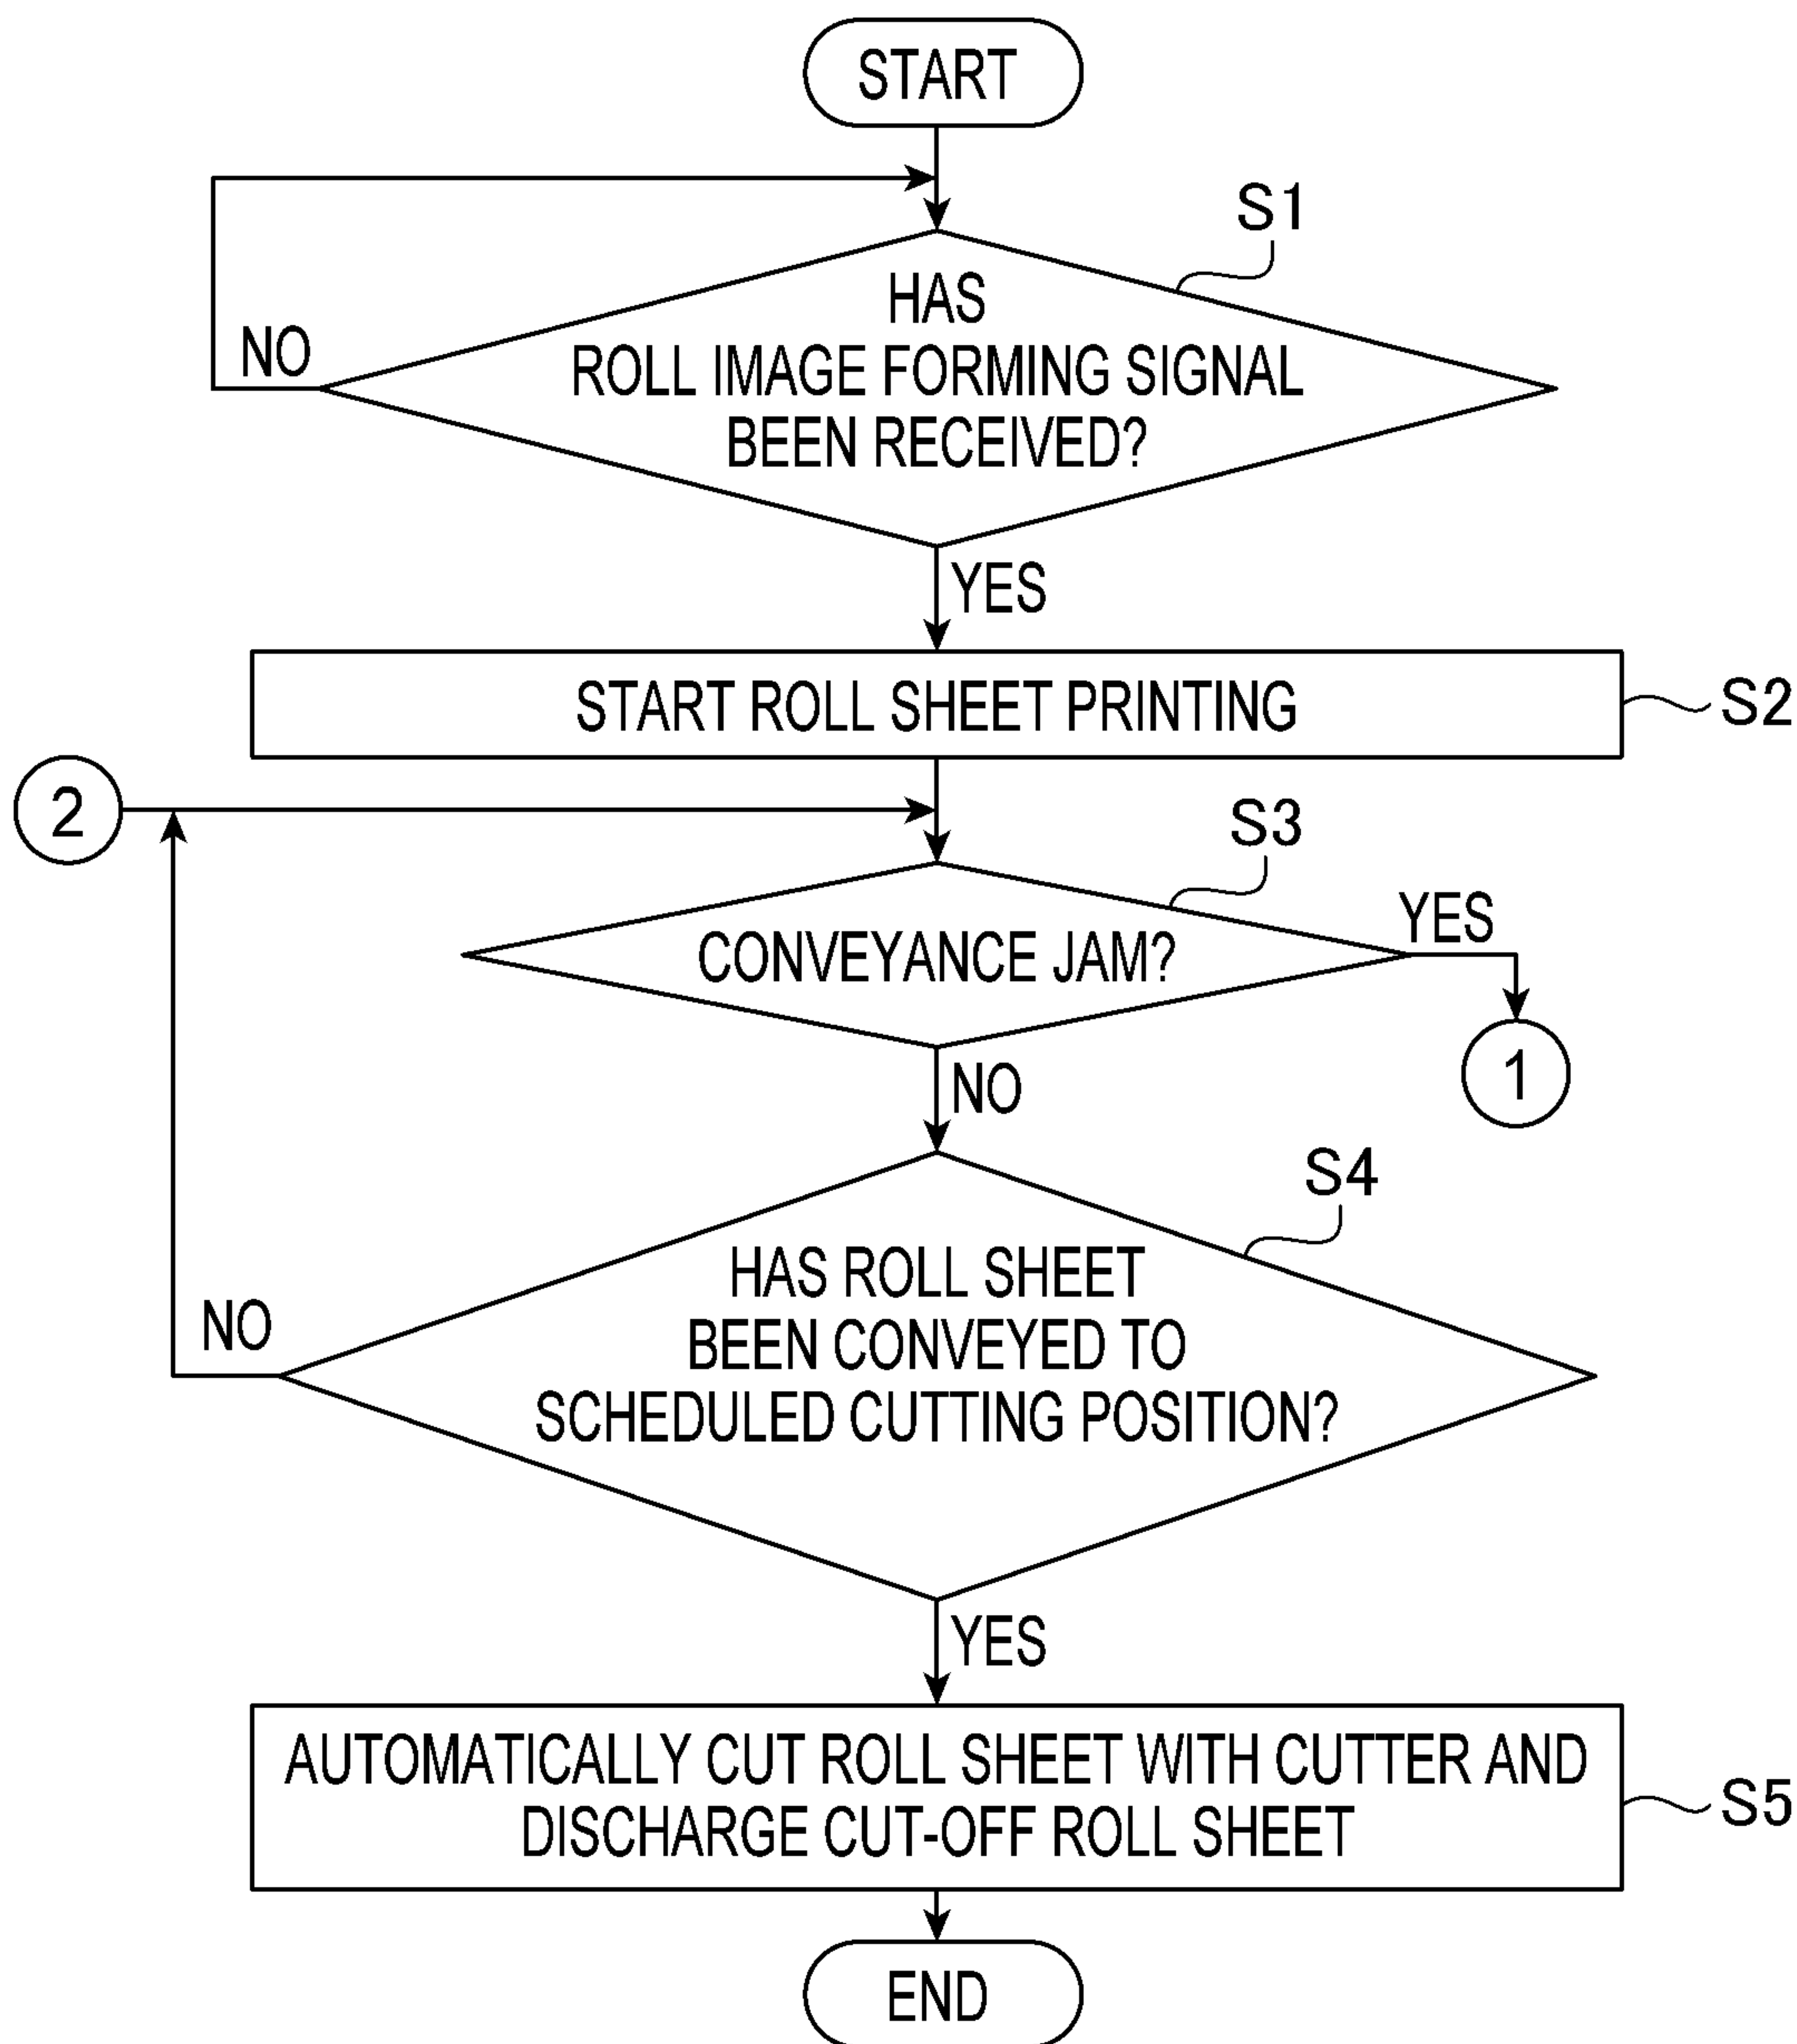 START
S1
HAS
ROLL IMAGE FORMING SIGNAL
BEEN RECEIVED?
NO
YES
START ROLL SHEET PRINTING
S2
2
S3
CONVEYANCE JAM?
YES
1
NO
S4
HAS ROLL SHEET
BEEN CONVEYED TO
SCHEDULED CUTTING POSITION?
NO
YES
AUTOMATICALLY CUT ROLL SHEET WITH CUTTER AND
DISCHARGE CUT-OFF ROLL SHEET
S5
END